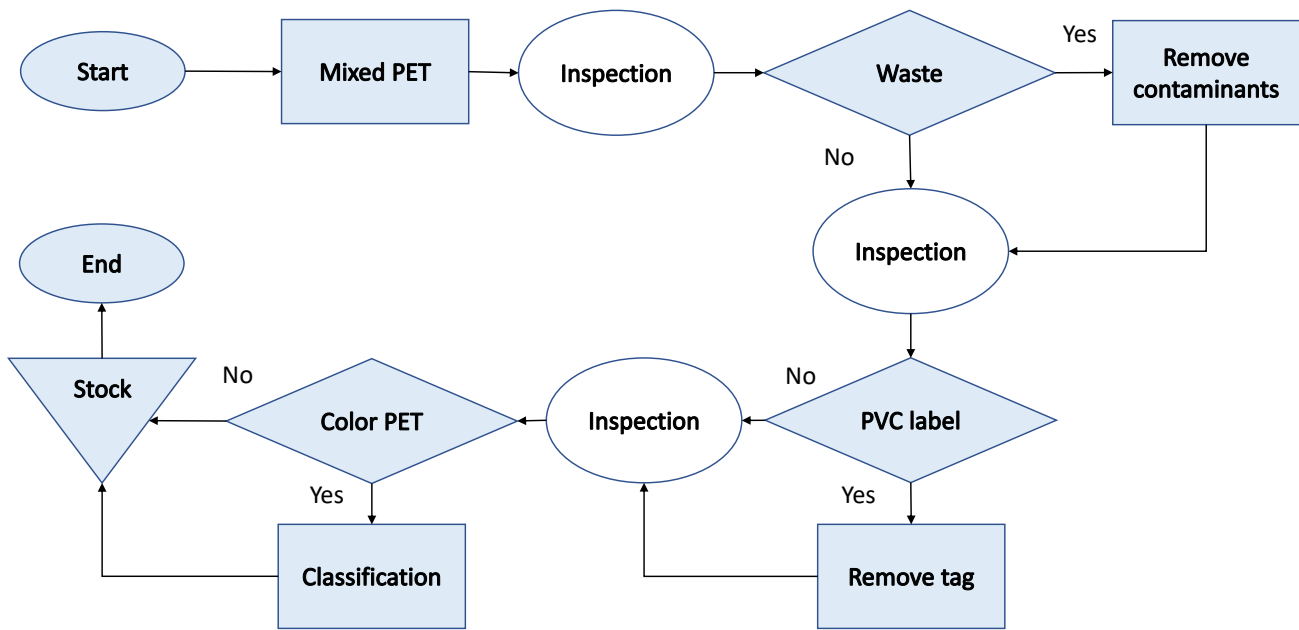 Start
Mixed PET
Inspection
Waste
Yes
Remove
contaminants
No
Inspection
End
Stock
No
Color PET
Inspection
No
PVC label
Yes
Yes
Classification
Remove tag